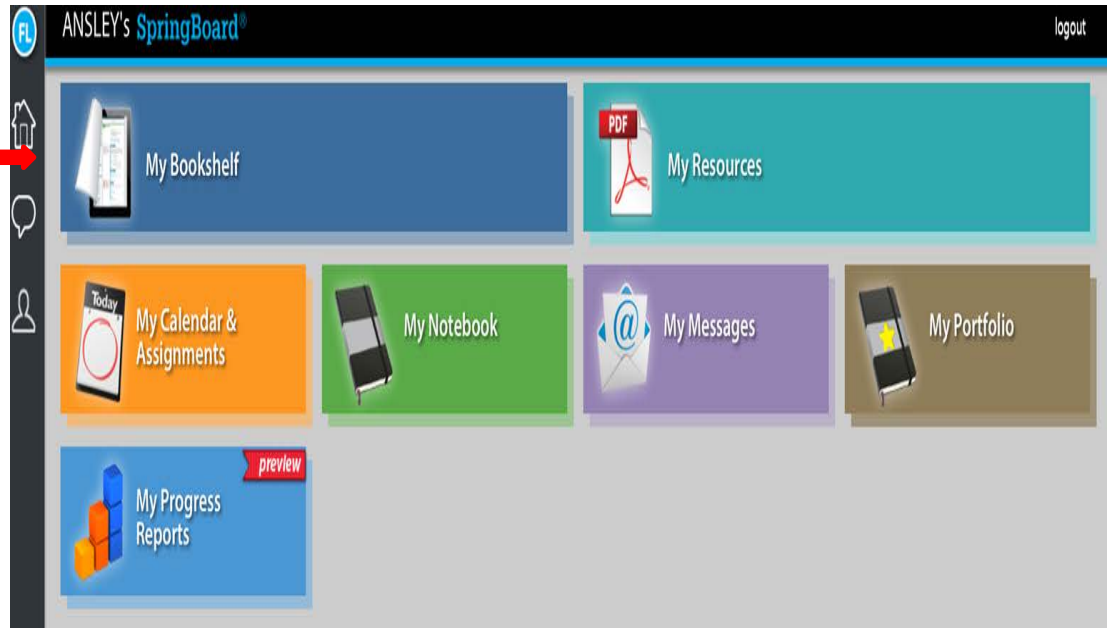 FL
ANSLEY's SpringBoard®
logout
My Bookshelf
PDF
My Resources
Today
My Calendar &
Assignments
My Notebook
@
My Messages
My Portfolio
preview
My Progress
Reports